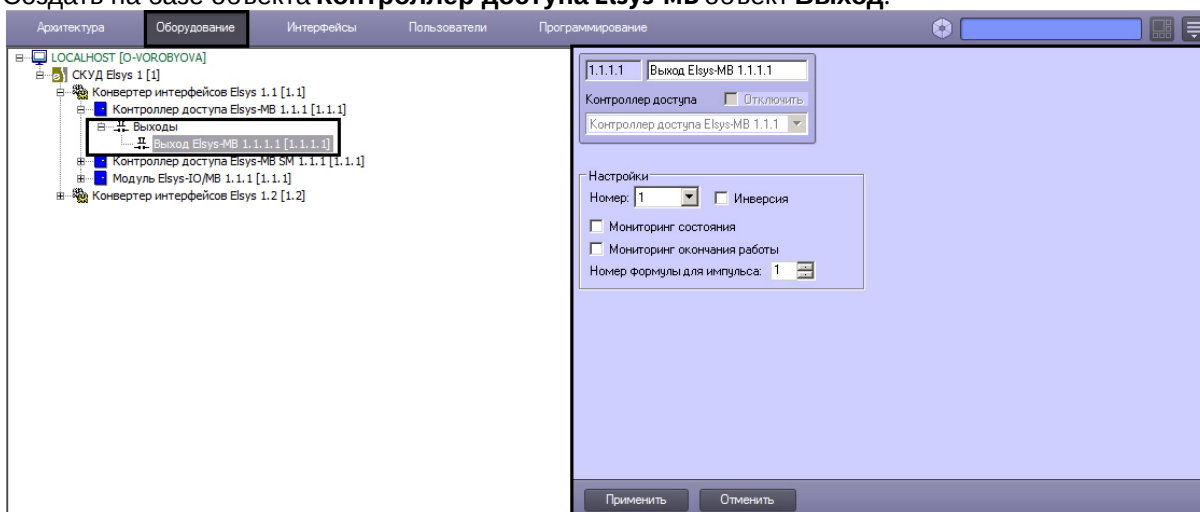 Создать на базе объекта Контроллер доступа Elsys-MB объект Выход.
Архитектура Оборудование Интерфейсы Пользователи Программирование
LOCALHOST [O-VOROBYOVA]
СКУД Elsys 1 [1]
Конвертер интерфейсов Elsys 1.1 [1.1]
Контроллер доступа Elsys-MB 1.1.1 [1.1.1]
Выходы
Выход Elsys-MB 1.1.1.1 [1.1.1.1]
Контроллер доступа Elsys-MB SM 1.1.1 [1.1.1]
Модуль Elsys-IO/MB 1.1.1 [1.1.1]
Конвертер интерфейсов Elsys 1.2 [1.2]
1.1.1.1 Выход Elsys-MB 1.1.1.1
Контроллер доступа Отключить
Контроллер доступа Elsys-MB 1.1.1
Настройки
Номер: 1 Инверсия
Мониторинг состояния
Мониторинг окончания работы
Номер формулы для импульса: 1
Применить Отменить